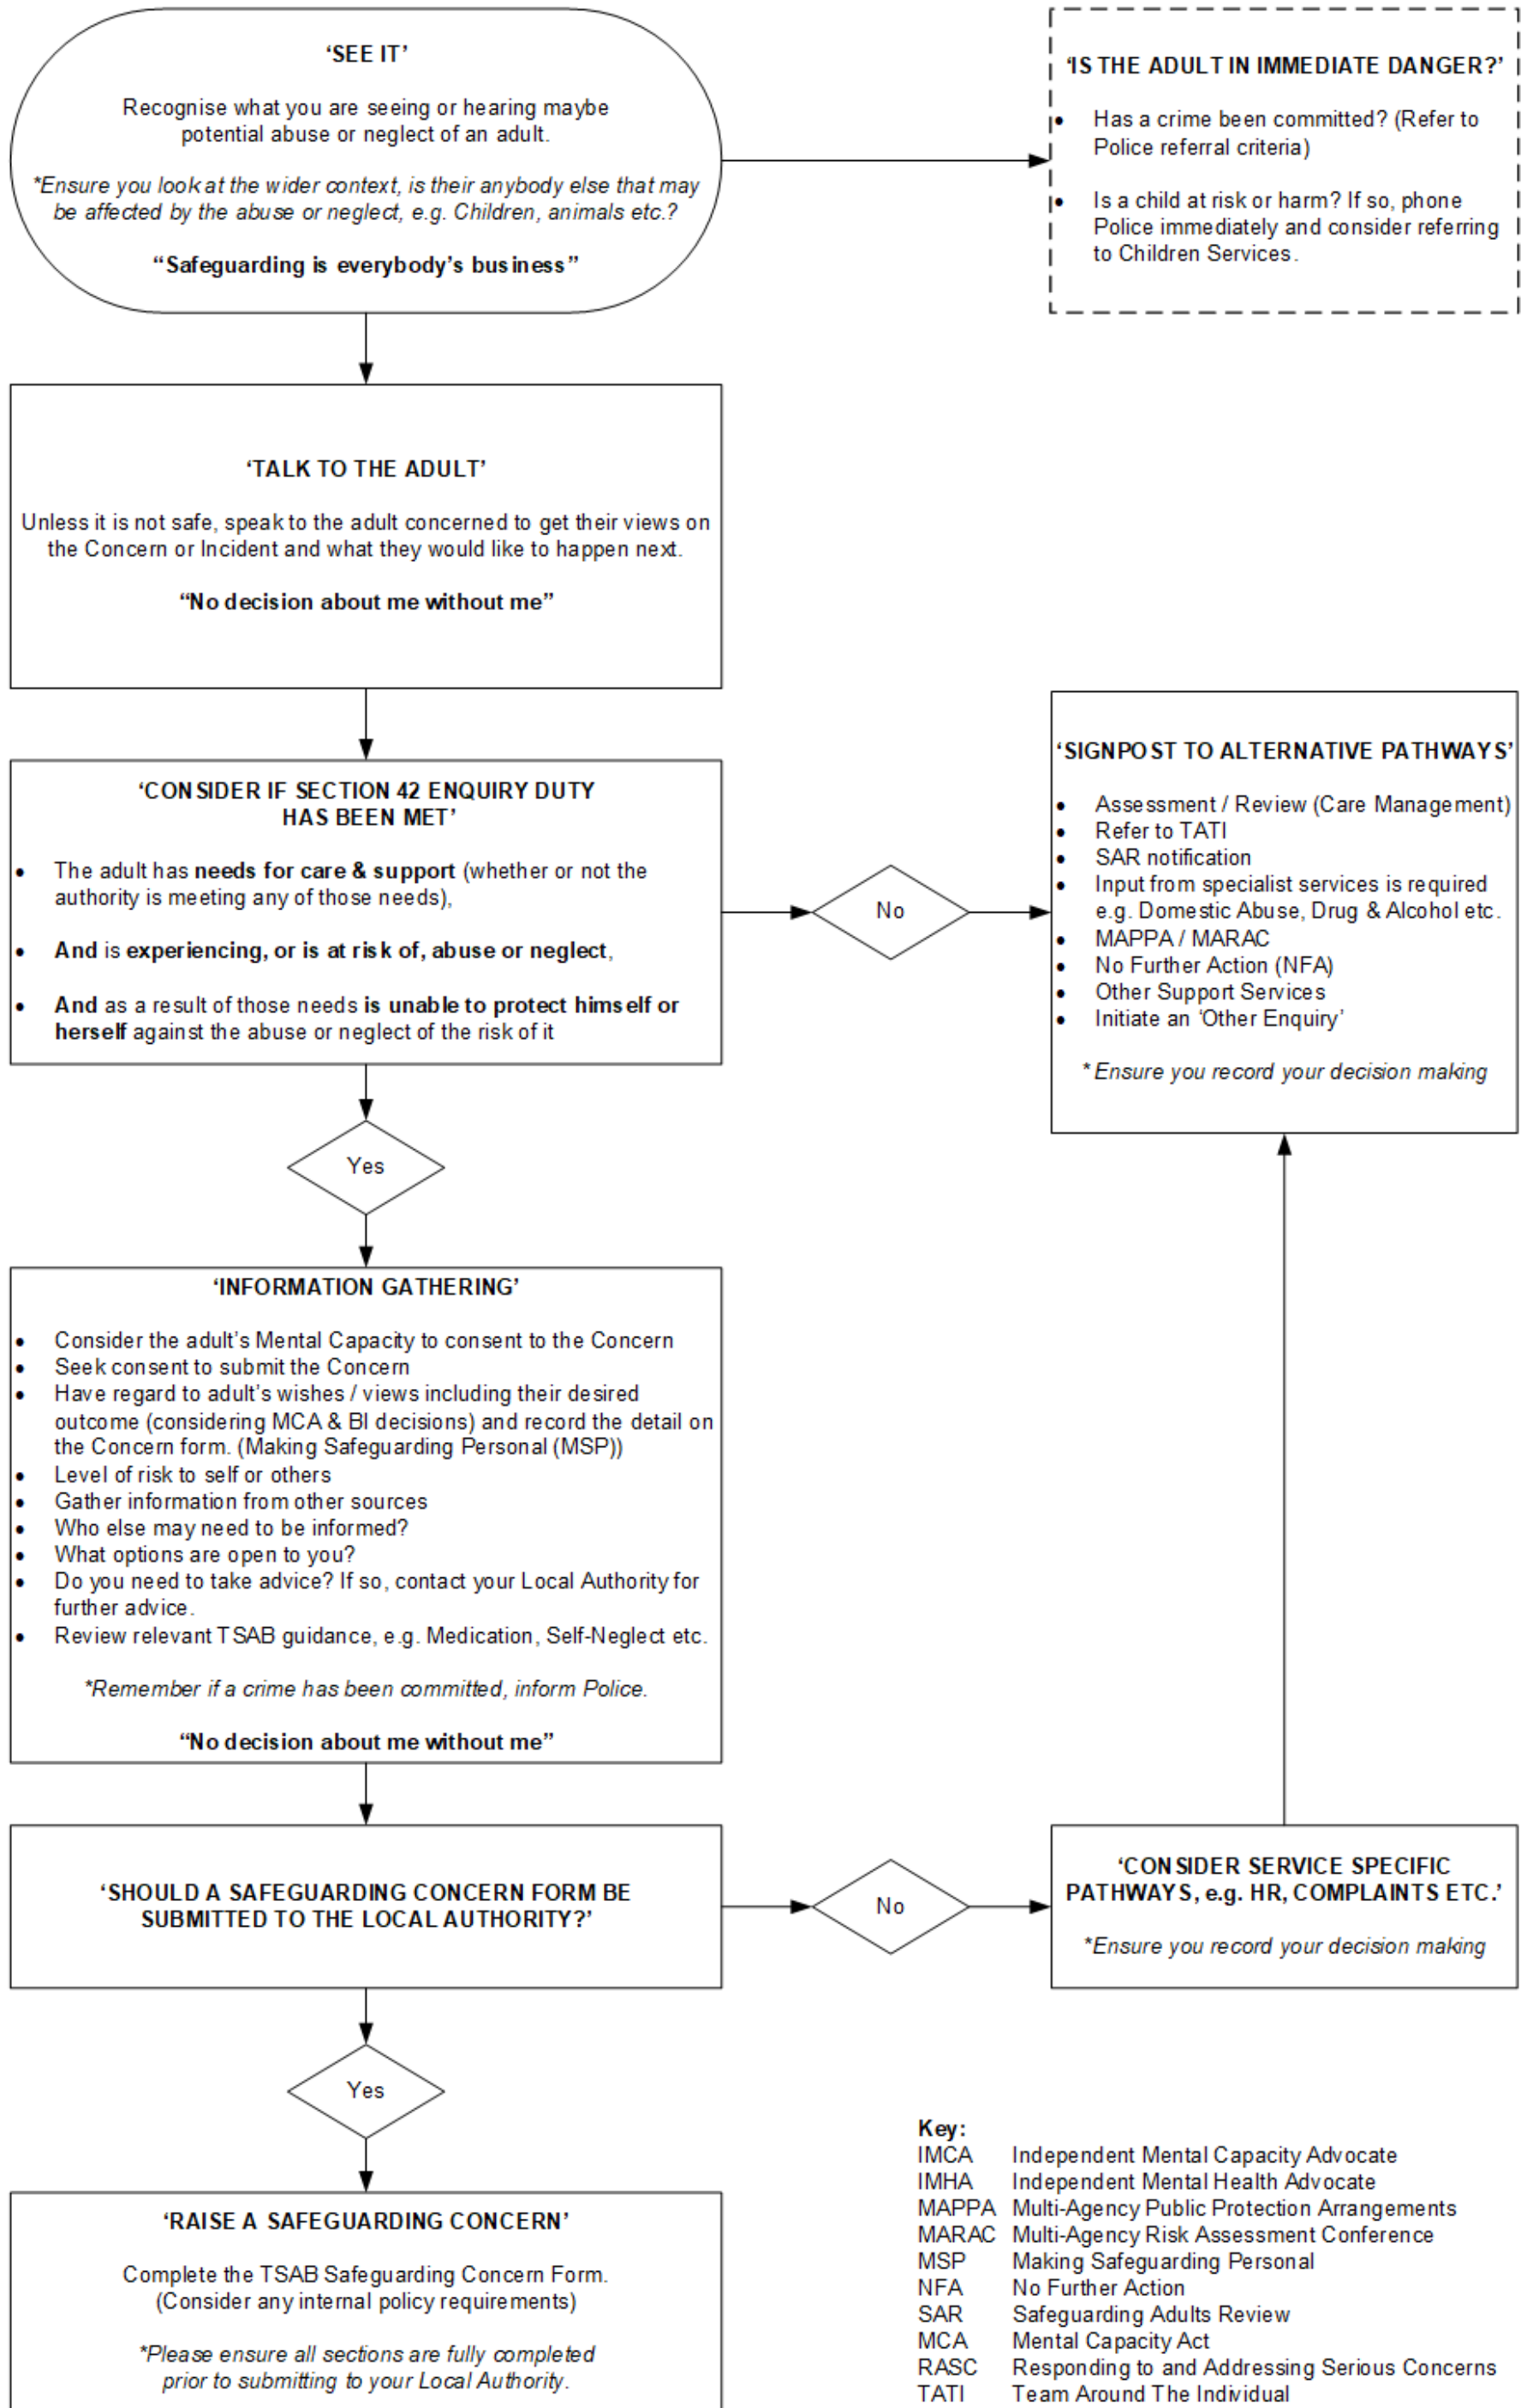 ‘SEE IT’
Recognise what you are seeing or hearing maybe
potential abuse or neglect of an adult.
*Ensure you look at the wider context, is their anybody else that may
be affected by the abuse or neglect, e.g. Children, animals etc.?
“Safeguarding is everybody’s business”
‘IS THE ADULT IN IMMEDIATE DANGER?’
• Has a crime been committed? (Refer to
Police referral criteria)
• Is a child at risk or harm? If so, phone
Police immediately and consider referring
to Children Services.
‘TALK TO THE ADULT’
Unless it is not safe, speak to the adult concerned to get their views on
the Concern or Incident and what they would like to happen next.
“No decision about me without me”
‘CONSIDER IF SECTION 42 ENQUIRY DUTY
HAS BEEN MET’
• The adult has needs for care & support (whether or not the
authority is meeting any of those needs),
• And is experiencing, or is at risk of, abuse or neglect,
• And as a result of those needs is unable to protect himself or
herself against the abuse or neglect of the risk of it
No
‘SIGNPOST TO ALTERNATIVE PATHWAYS’
• Assessment / Review (Care Management)
• Refer to TATI
• SAR notification
• Input from specialist services is required
e.g. Domestic Abuse, Drug & Alcohol etc.
• MAPPA / MARAC
• No Further Action (NFA)
• Other Support Services
• Initiate an ‘Other Enquiry’
* Ensure you record your decision making
Yes
‘INFORMATION GATHERING’
• Consider the adult’s Mental Capacity to consent to the Concern
• Seek consent to submit the Concern
• Have regard to adult’s wishes / views including their desired
outcome (considering MCA & BI decisions) and record the detail on
the Concern form. (Making Safeguarding Personal (MSP))
• Level of risk to self or others
• Gather information from other sources
• Who else may need to be informed?
• What options are open to you?
• Do you need to take advice? If so, contact your Local Authority for
further advice.
• Review relevant TSAB guidance, e.g. Medication, Self-Neglect etc.
*Remember if a crime has been committed, inform Police.
“No decision about me without me”
‘SHOULD A SAFEGUARDING CONCERN FORM BE
SUBMITTED TO THE LOCAL AUTHORITY?’
No
‘CONSIDER SERVICE SPECIFIC
PATHWAYS, e.g. HR, COMPLAINTS ETC.’
*Ensure you record your decision making
Yes
‘RAISE A SAFEGUARDING CONCERN’
Complete the TSAB Safeguarding Concern Form.
(Consider any internal policy requirements)
*Please ensure all sections are fully completed
prior to submitting to your Local Authority.
Key:
IMCA Independent Mental Capacity Advocate
IMHA Independent Mental Health Advocate
MAPPA Multi-Agency Public Protection Arrangements
MARAC Multi-Agency Risk Assessment Conference
MSP Making Safeguarding Personal
NFA No Further Action
SAR Safeguarding Adults Review
MCA Mental Capacity Act
RASC Responding to and Addressing Serious Concerns
TATI Team Around The Individual